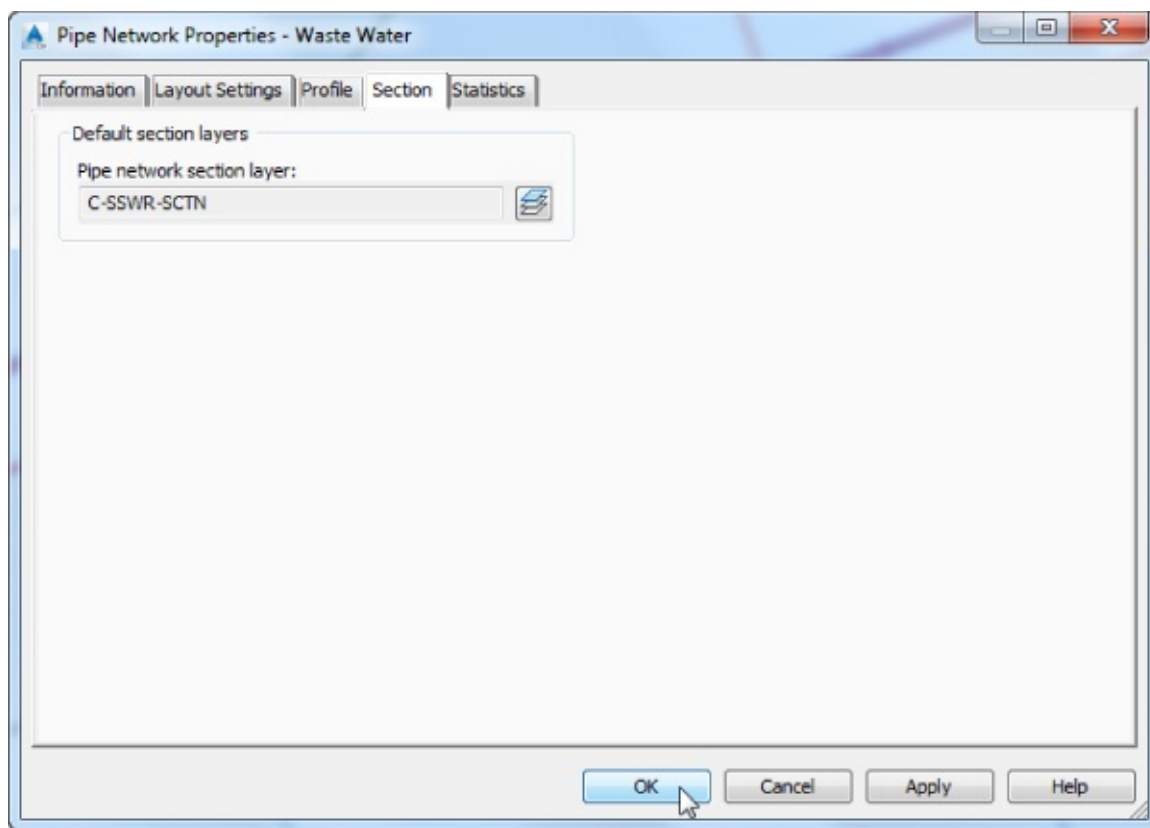 Pipe Network Properties - Waste Water
Information Layout Settings Profile Section Statistics
Default section layers
Pipe network section layer:
C-SSWR-SCTN
OK Cancel Apply Help